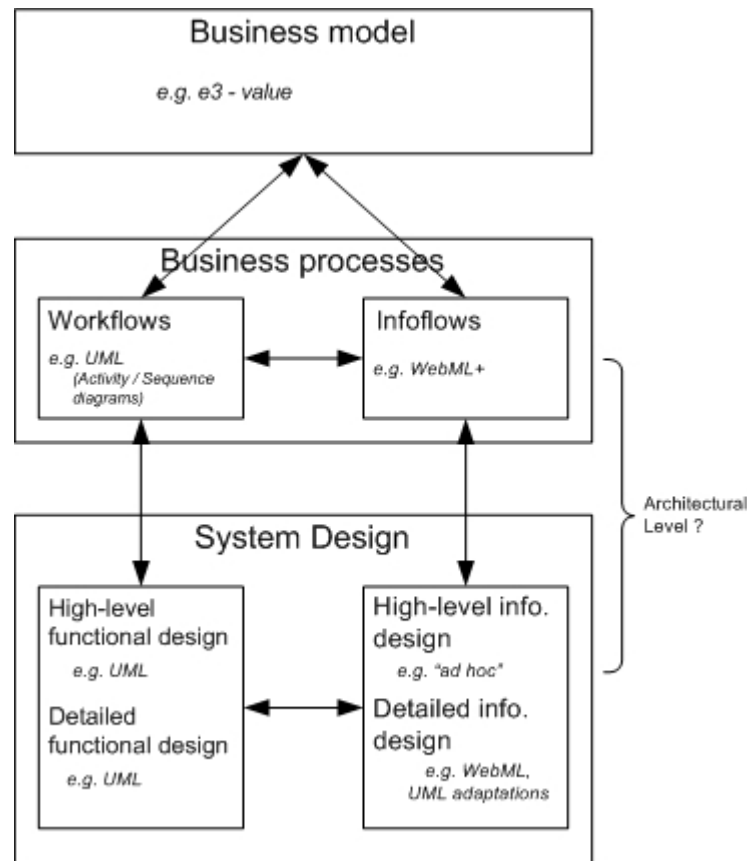 Business model
e.g. e3 - value
Business processes
Workflows
e.g. UML
(Activity / Sequence
diagrams)
Infoflows
e.g. WebML+
Architectural
Level ?
System Design
High-level
functional design
e.g. UML
Detailed
functional design
e.g. UML
High-level info.
design
e.g. "ad hoc"
Detailed info.
design
e.g. WebML,
UML adaptations